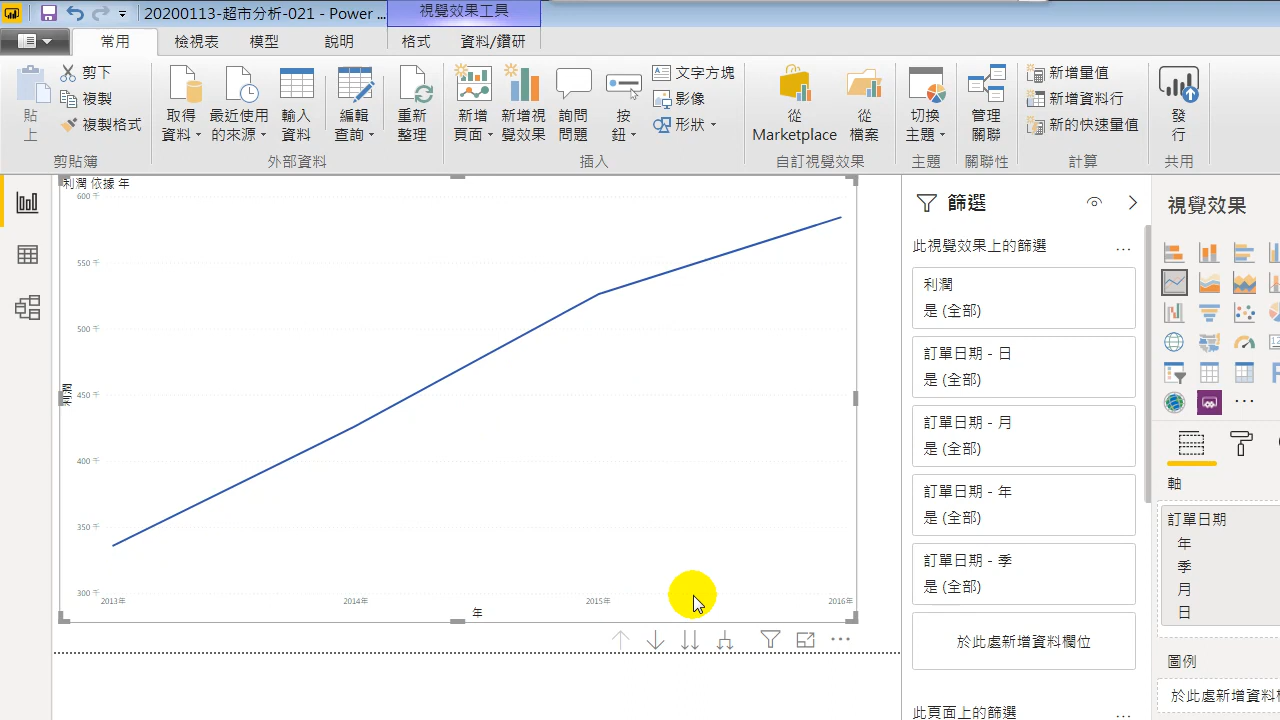 20200113-超市分析-021 - Power ...
視覺效果工具
常用
檢視表
模型
說明
格式
資料/鑽研
貼上
剪下
複製
複製格式
剪貼簿
取得資料
最近使用的來源
輸入資料
編輯查詢
重新整理
外部資料
新增頁面
新增視覺效果
詢問問題
按鈕
文字方塊
影像
形狀
插入
從 Marketplace
從檔案
自訂視覺效果
切換主題
主題
管理關聯
關聯性
新增量值
新增資料行
新的快速量值
計算
發行
共用
利潤 依據 年
600 千
550 千
500 千
450 千
400 千
350 千
300 千
利潤
2013年
2014年
2015年
2016年
年
篩選
此視覺效果上的篩選
...
利潤
是 (全部)
訂單日期 - 日
是 (全部)
訂單日期 - 月
是 (全部)
訂單日期 - 年
是 (全部)
訂單日期 - 季
是 (全部)
於此處新增資料欄位
此頁面上的篩選
...
視覺效果
軸
訂單日期
年
季
月
日
圖例
於此處新增資料